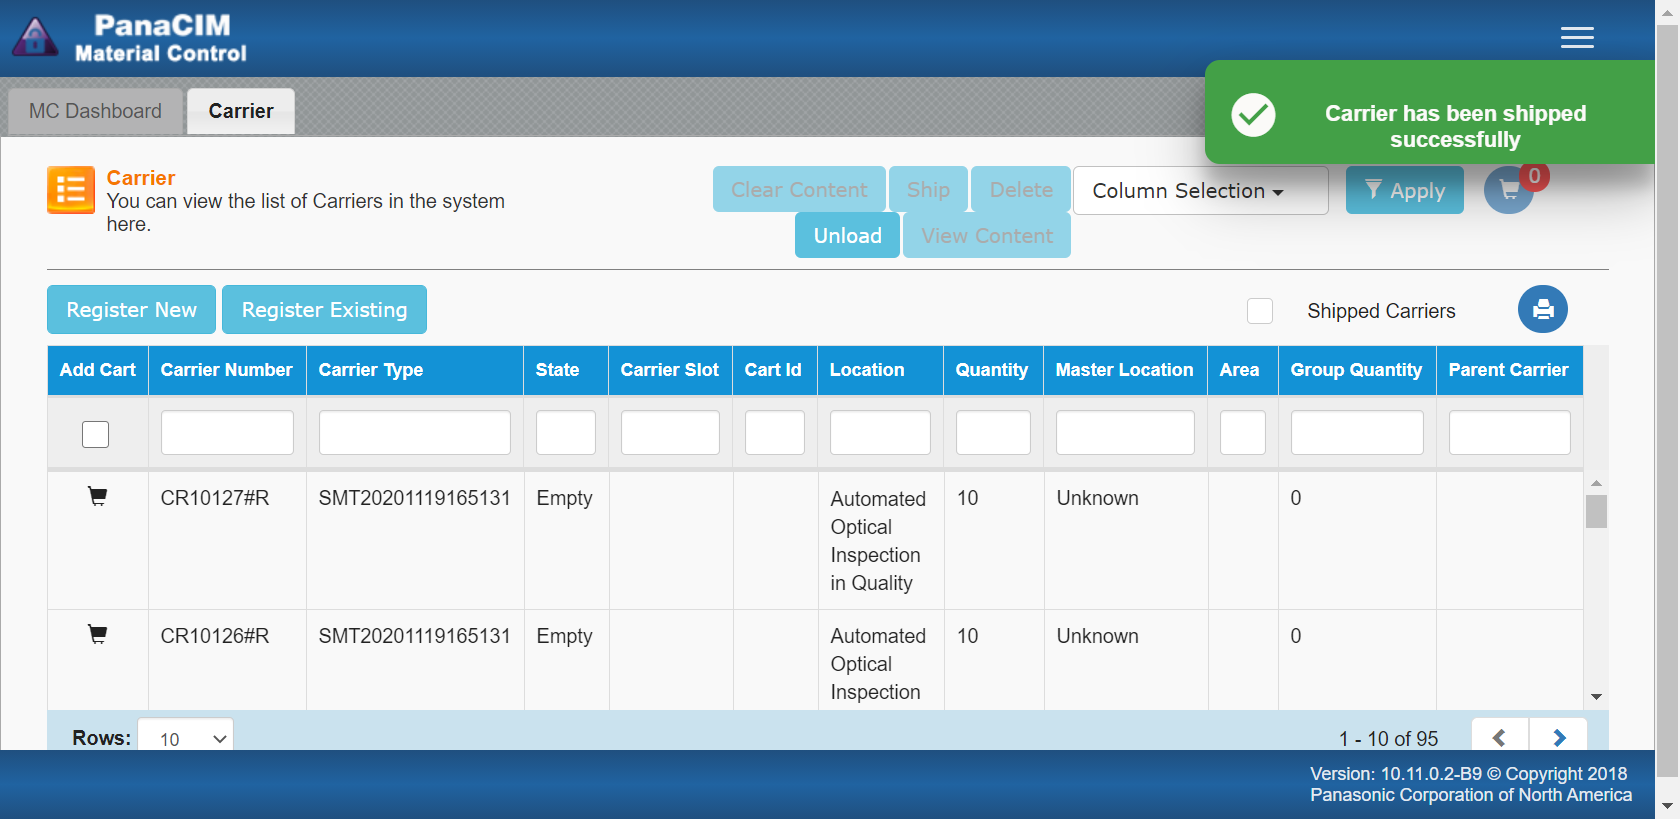 PanaCIM
Material Control
MC Dashboard
Carrier
Carrier has been shipped
successfully
Carrier
You can view the list of Carriers in the system
here.
Clear Content
Ship
Delete
Column Selection
Apply
0
Unload
View Content
Register New
Register Existing
Shipped Carriers
Add Cart Carrier Number Carrier Type State Carrier Slot Cart Id Location Quantity Master Location Area Group Quantity Parent Carrier
CR10127#R SMT20201119165131 Empty Automated 10 Unknown 0
Optical
Inspection
in Quality
CR10126#R SMT20201119165131 Empty Automated 10 Unknown 0
Optical
Inspection
Rows: 10 1 - 10 of 95
Version: 10.11.0.2-B9 © Copyright 2018
Panasonic Corporation of North America